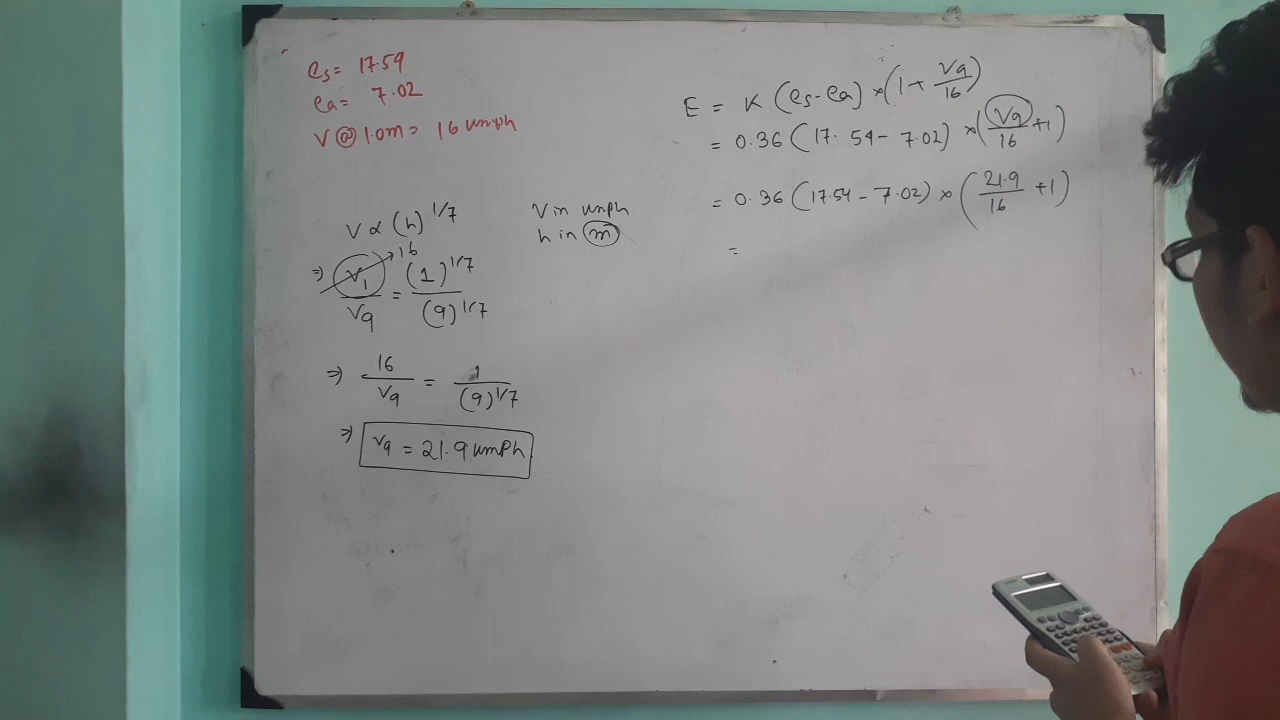 es = 17.54
ea = 7.02
V @ 1.0m = 16 kmph
V ∝ (h)^1/7
V in kmph
h in m
⇒ V1/V9 = (1)^1/7/(9)^1/7
16
⇒ 16/V9 = 1/(9)^1/7
⇒ V9 = 21.9 kmph
E = K (es - ea) × (1 + V9/16)
= 0.36 (17.54 - 7.02) × (V9/16 + 1)
= 0.36 (17.54 - 7.02) × (21.9/16 + 1)
=